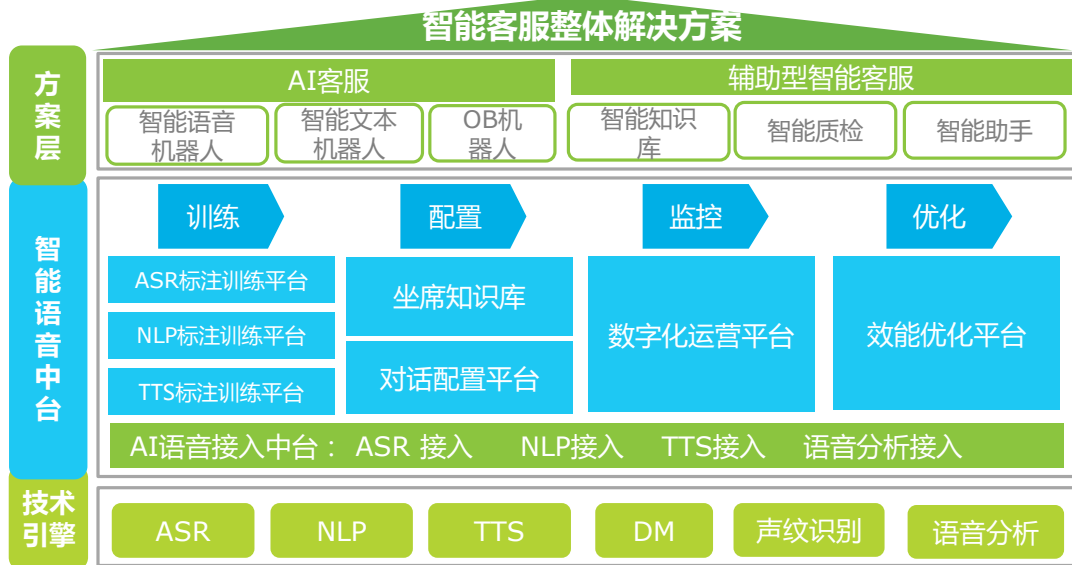 智能客服整体解决方案
方案层
AI客服
辅助型智能客服
智能语音
机器人
智能文本
机器人
OB机
器人
智能知识
库
智能质检
智能助手
智能语音中台
训练
配置
监控
优化
ASR标注训练平台
NLP标注训练平台
TTS标注训练平台
坐席知识库
对话配置平台
数字化运营平台
效能优化平台
AI语音接入中台： ASR 接入 NLP接入 TTS接入 语音分析接入
技术
引擎
ASR
NLP
TTS
DM
声纹识别
语音分析